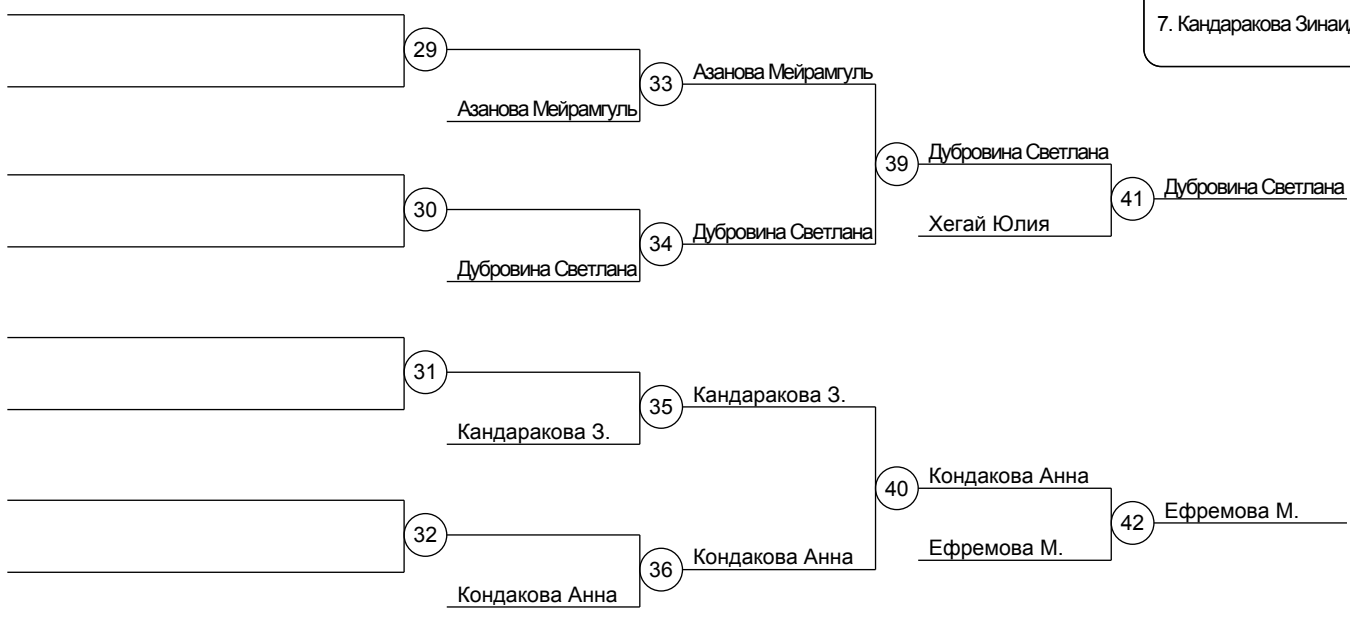 7. Кандаракова Зинаи
29
33
Азанова Мейрамгуль
Азанова Мейрамгуль
39
Дубровина Светлана
41
Дубровина Светлана
30
34
Дубровина Светлана
Хегай Юлия
Дубровина Светлана
31
35
Кандаракова З.
Кандаракова З.
40
Кондакова Анна
42
Ефремова М.
32
36
Кондакова Анна
Ефремова М.
Кондакова Анна